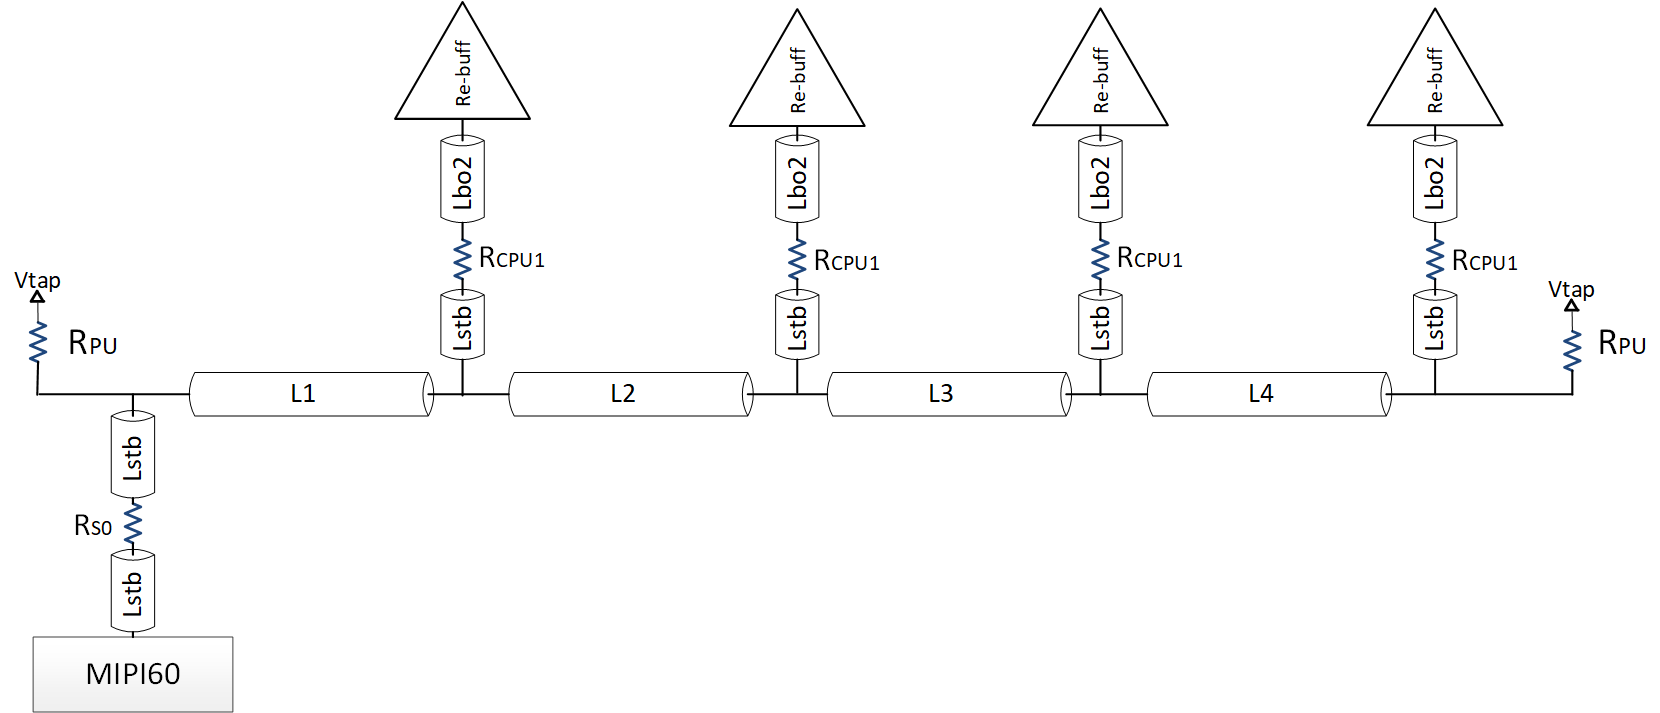 Re-buff
Re-buff
Re-buff
Re-buff
Lbo2
Lbo2
Lbo2
Lbo2
RCPU1
RCPU1
RCPU1
RCPU1
Vtap
Vtap
Lstb
Lstb
Lstb
Lstb
RPU
RPU
L1
L2
L3
L4
Lstb
RS0
Lstb
MIPI60